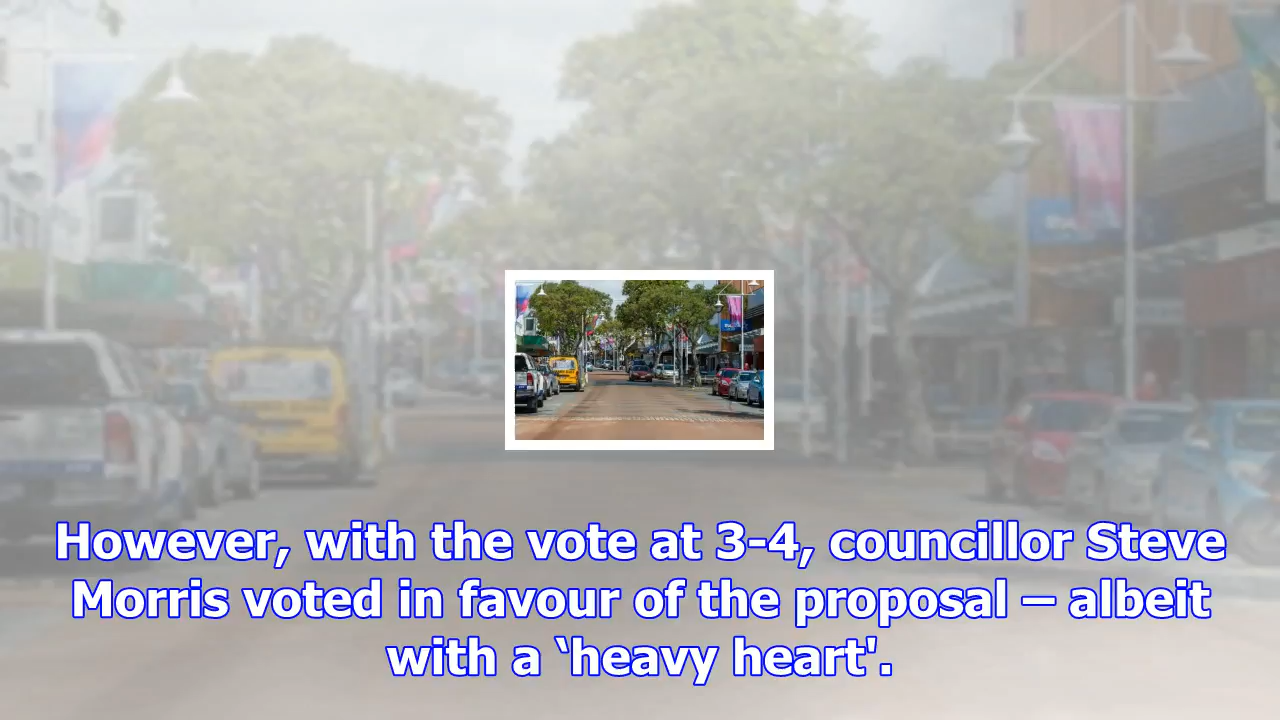 However, with the vote at 3-4, councillor Steve
Morris voted in favour of the proposal – albeit
with a ‘heavy heart'.